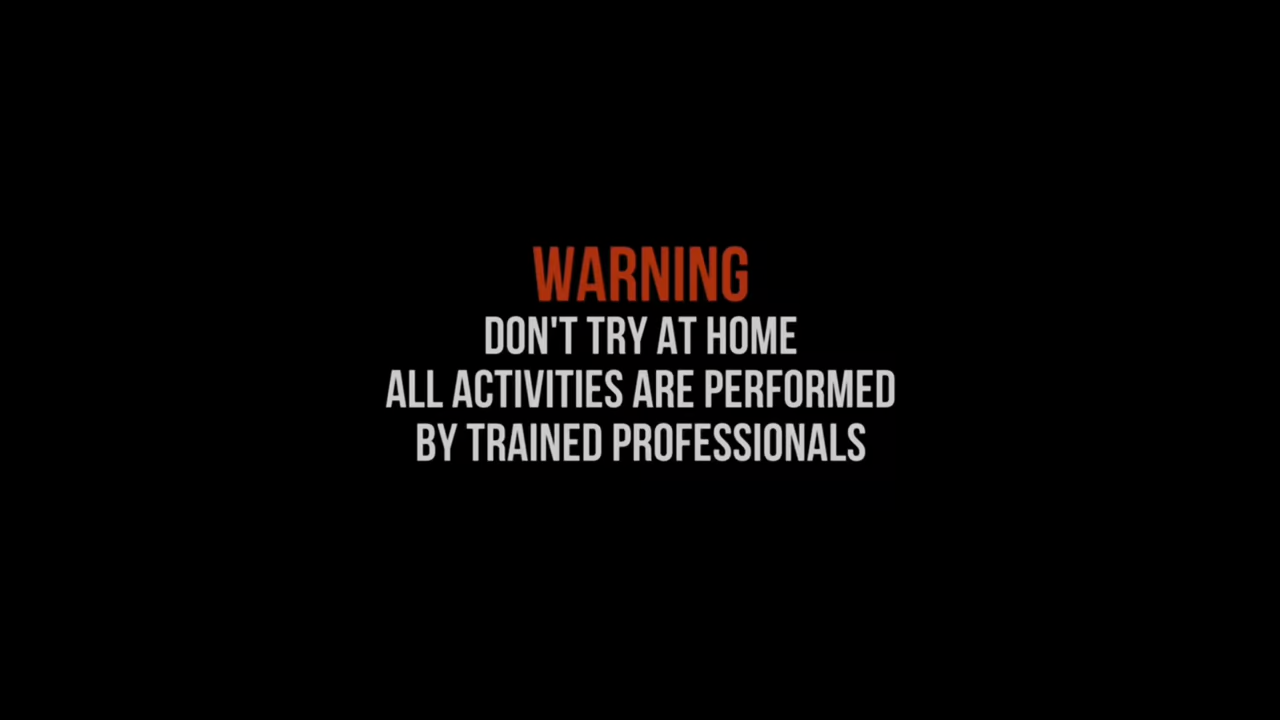 WARNING
DON'T TRY AT HOME
ALL ACTIVITIES ARE PERFORMED
BY TRAINED PROFESSIONALS